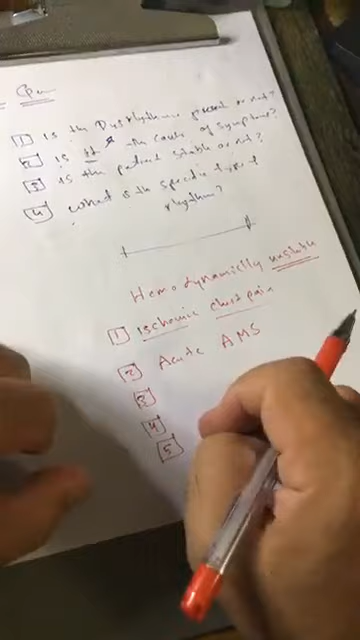 1 Is the Dysrhythmia present or not?
2 Is it the cause of symptoms?
3 Is the patient stable or not?
4 What is the specific type of
rhythm?
Hemodynamiclly unstable
1 Ischemic chest pain
2 Acute AMS
3
4
5